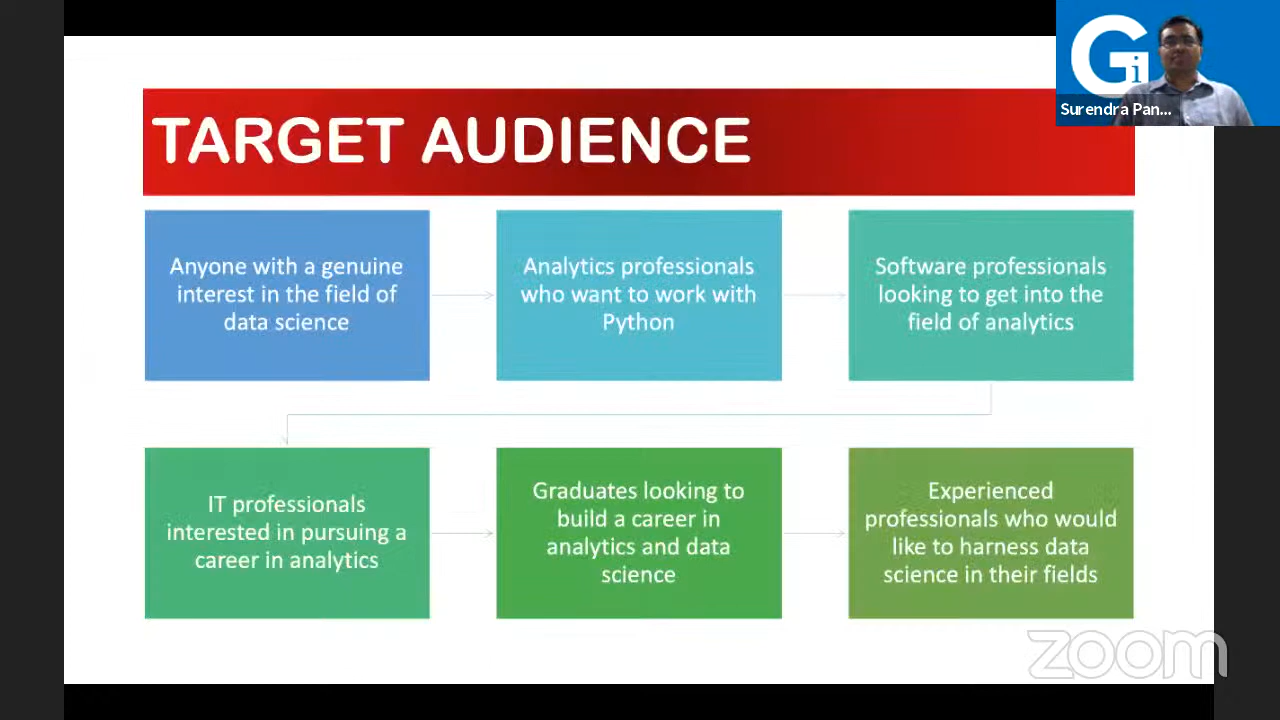 Gi
Surendra Pan...
TARGET AUDIENCE
Anyone with a genuine
interest in the field of
data science
Analytics professionals
who want to work with
Python
Software professionals
looking to get into the
field of analytics
IT professionals
interested in pursuing a
career in analytics
Graduates looking to
build a career in
analytics and data
science
Experienced
professionals who would
like to harness data
science in their fields
zoom